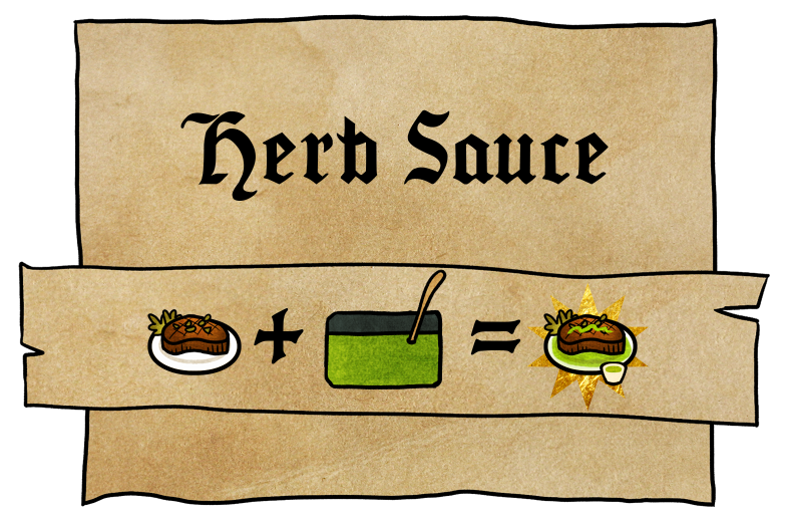 Herb Sauce
+ =